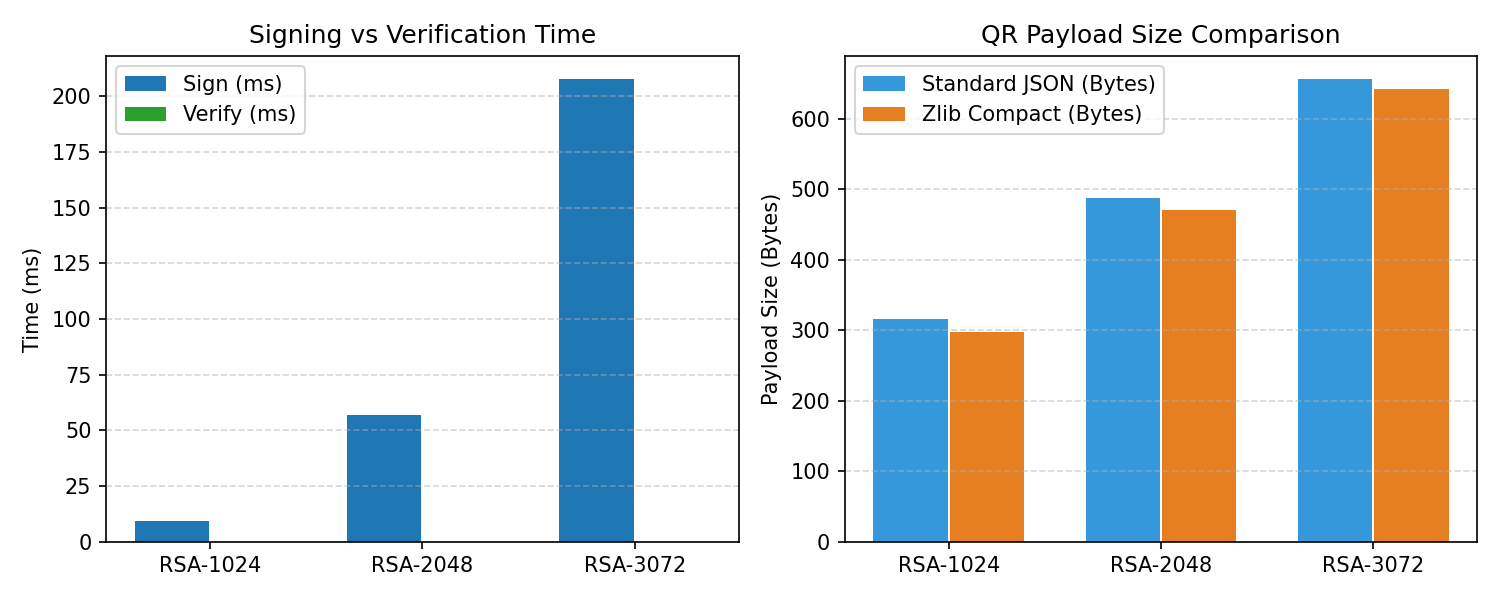 Signing vs Verification Time
Sign (ms)
Verify (ms)
Time (ms)
200
175
150
125
100
75
50
25
0
RSA-1024 RSA-2048 RSA-3072
QR Payload Size Comparison
Standard JSON (Bytes)
Zlib Compact (Bytes)
Payload Size (Bytes)
600
500
400
300
200
100
0
RSA-1024 RSA-2048 RSA-3072